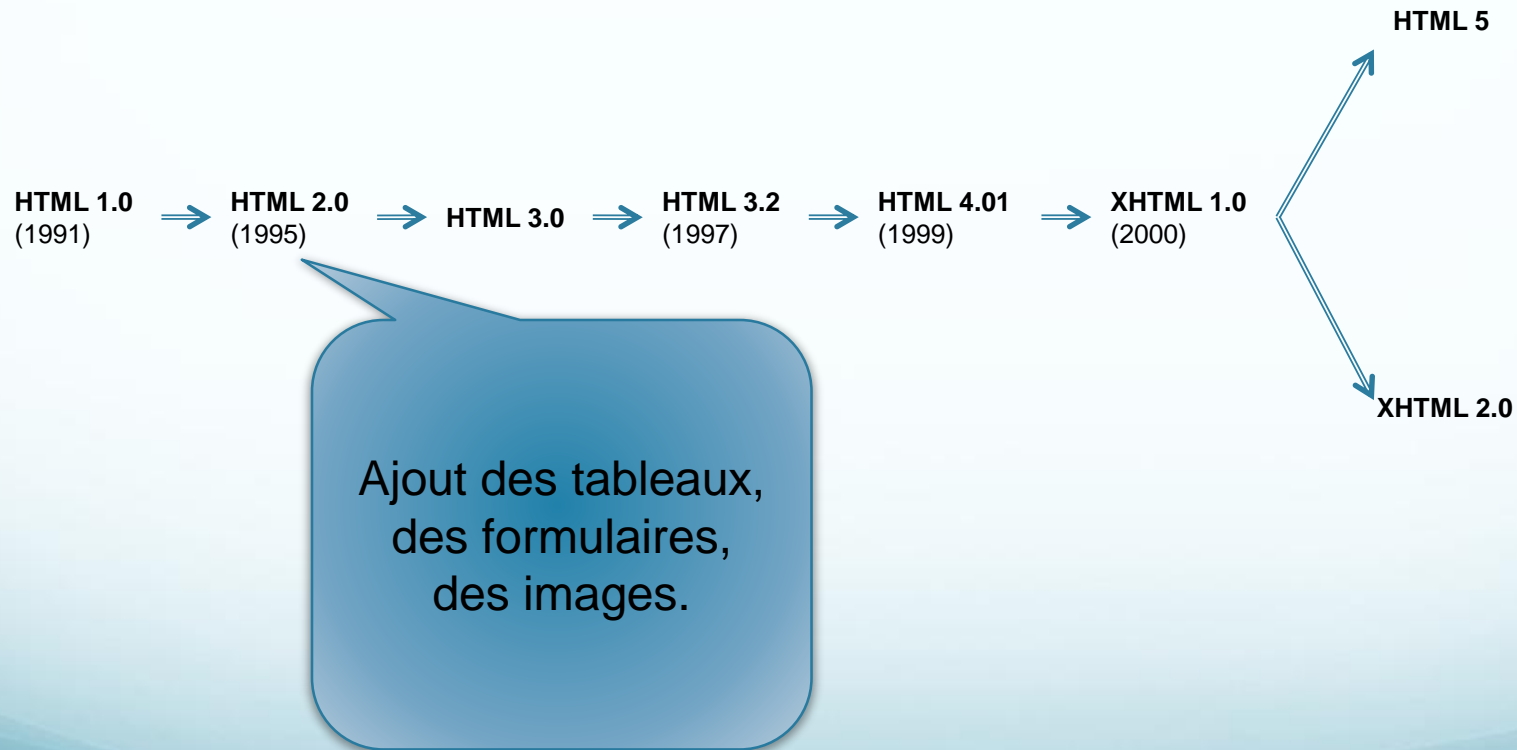 HTML 5
HTML 1.0
(1991)
HTML 2.0
(1995)
HTML 3.0
HTML 3.2
(1997)
HTML 4.01
(1999)
XHTML 1.0
(2000)
XHTML 2.0
Ajout des tableaux,
des formulaires,
des images.